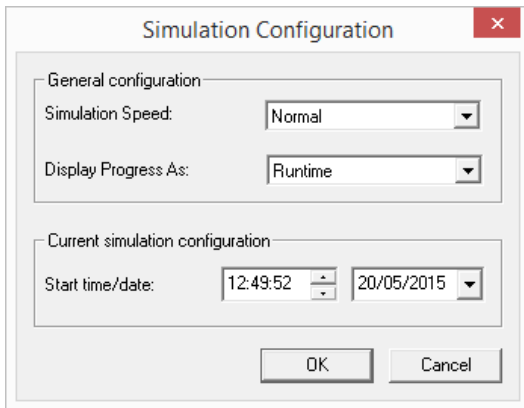 Simulation Configuration
General configuration
Simulation Speed: Normal
Display Progress As: Runtime
Current simulation configuration
Start time/date: 12:49:52 20/05/2015
OK Cancel